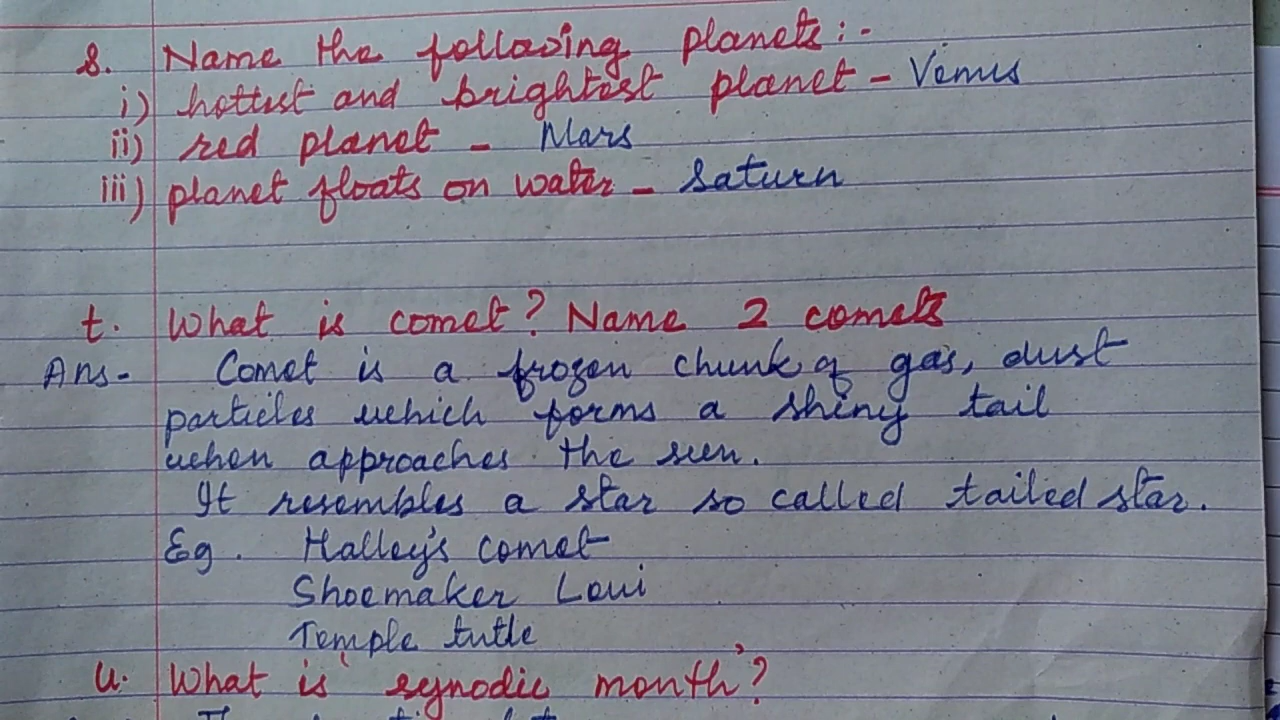 s. Name the following planets:-
i) hottest and brightest planet - Venus
ii) red planet - Mars
iii) planet floats on water - Saturn
t. What is comet? Name 2 comets
Ans- Comet is a frozen chunk of gas, dust
particles which forms a shiny tail
when approaches the sun.
It resembles a star so called tailed star.
Eg. Halley's comet
Shoemaker Loui
Temple tutle
u. What is 'synodic month'?